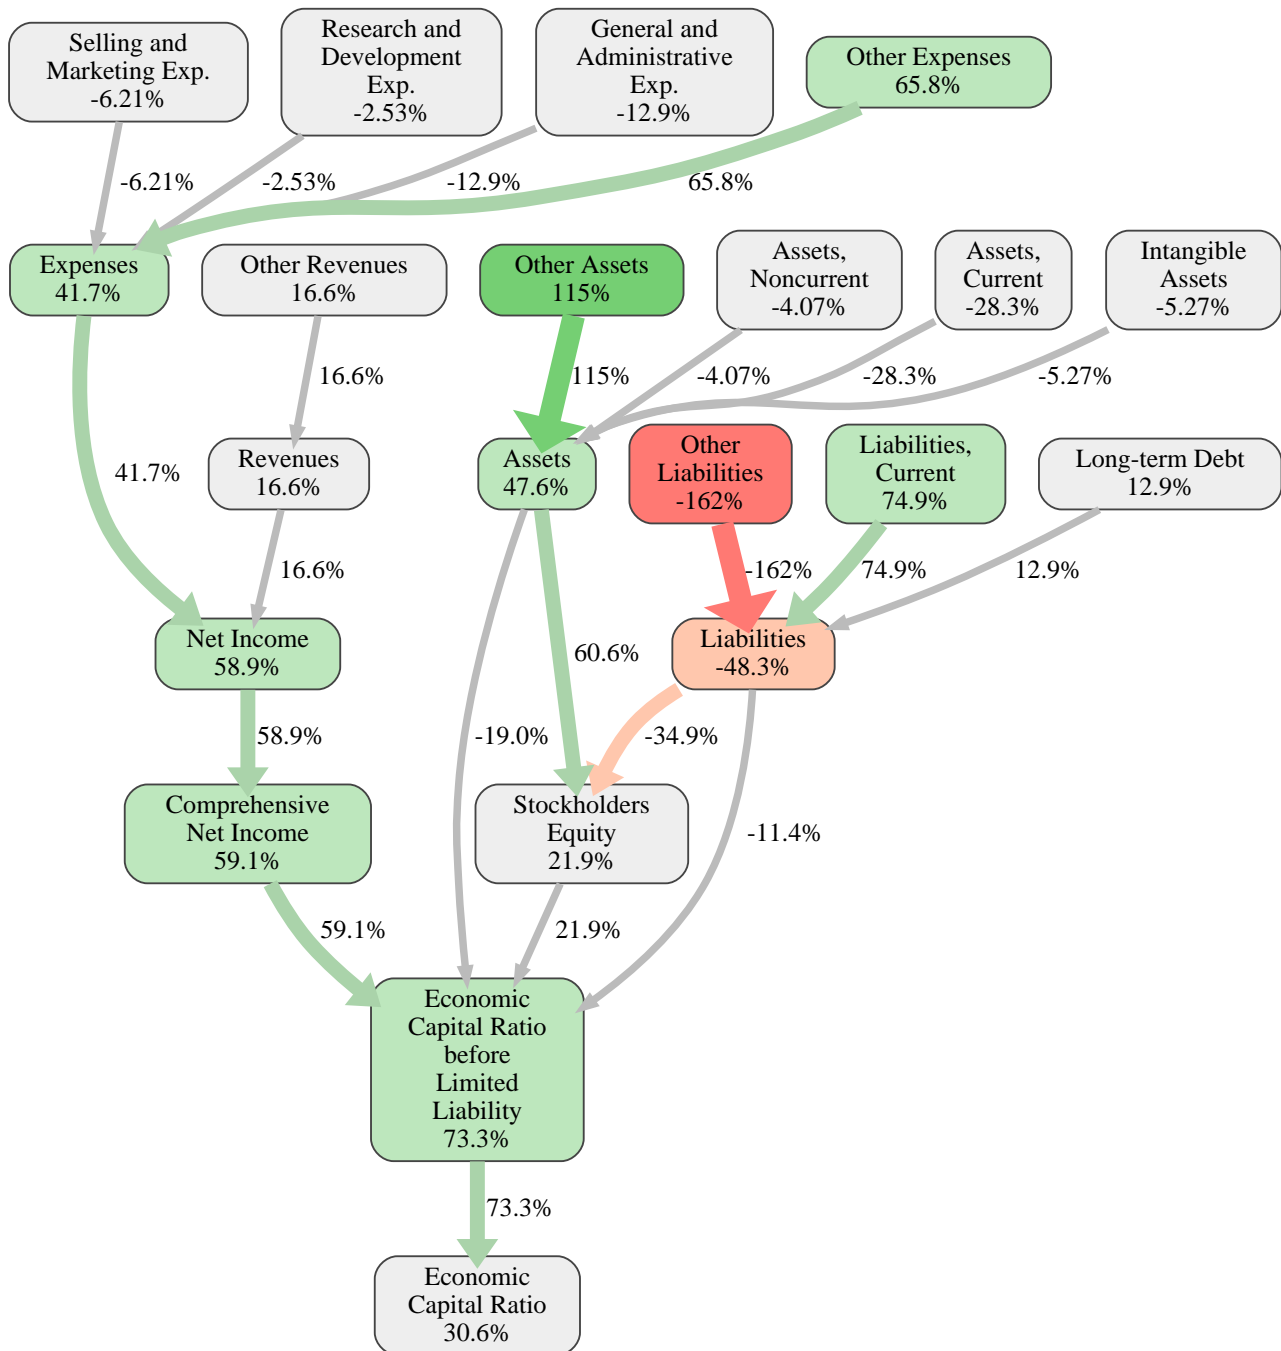 Selling and
Marketing Exp.
-6.21%
Research and
Development
Exp.
-2.53%
General and
Administrative
Exp.
-12.9%
Other Expenses
65.8%
-6.21%
-2.53%
-12.9%
65.8%
Expenses
41.7%
Other Revenues
16.6%
Other Assets
115%
Assets,
Noncurrent
-4.07%
Assets,
Current
-28.3%
Intangible
Assets
-5.27%
16.6%
115%
-4.07%
-28.3%
-5.27%
41.7%
Revenues
16.6%
Assets
47.6%
Other
Liabilities
-162%
Liabilities,
Current
74.9%
Long-term Debt
12.9%
16.6%
-162%
74.9%
12.9%
Net Income
58.9%
60.6%
Liabilities
-48.3%
58.9%
-19.0%
-34.9%
Comprehensive
Net Income
59.1%
Stockholders
Equity
21.9%
-11.4%
59.1%
21.9%
Economic
Capital Ratio
before
Limited
Liability
73.3%
73.3%
Economic
Capital Ratio
30.6%